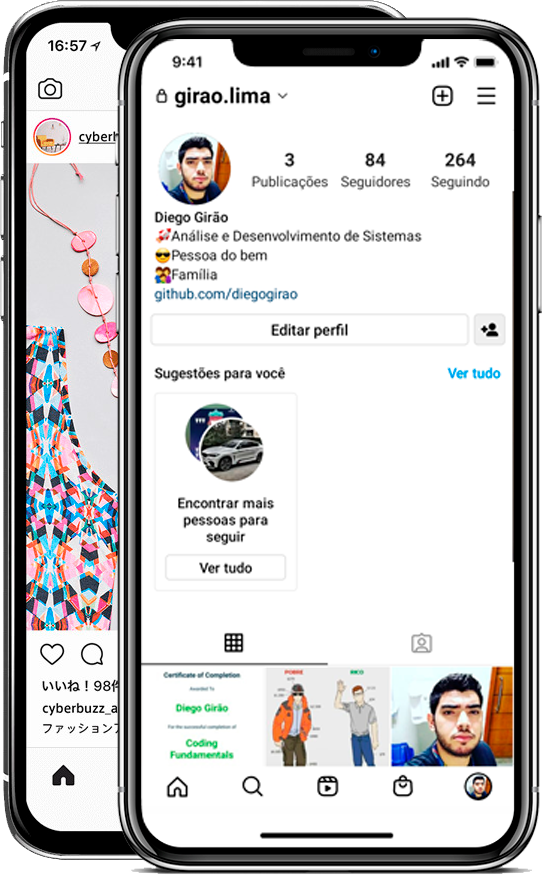 16:57
cyberh
いいね！98件
cyberbuzz_a
ファッションア
9:41
girao.lima
3
84
264
Publicações
Seguidores
Seguindo
Diego Girão
Análise e Desenvolvimento de Sistemas
Pessoa do bem
Família
github.com/diegogirao
Editar perfil
Sugestões para você
Ver tudo
Encontrar mais
pessoas para
seguir
Ver tudo
Certificate of Completion
Awarded To
Diego Girão
For the successful completion of
Coding
Fundamentals
POBRE
RICO